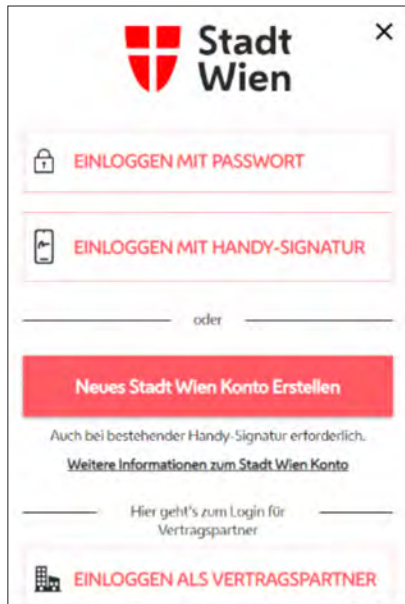 Stadt
Wien
EINLOGGEN MIT PASSWORT
EINLOGGEN MIT HANDY-SIGNATUR
oder
Neues Stadt Wien Konto Erstellen
Auch bei bestehender Handy-Signatur erforderlich.
Weitere Informationen zum Stadt Wien Konto
Hier geht's zum Login für
Vertragspartner
EINLOGGEN ALS VERTRAGSPARTNER